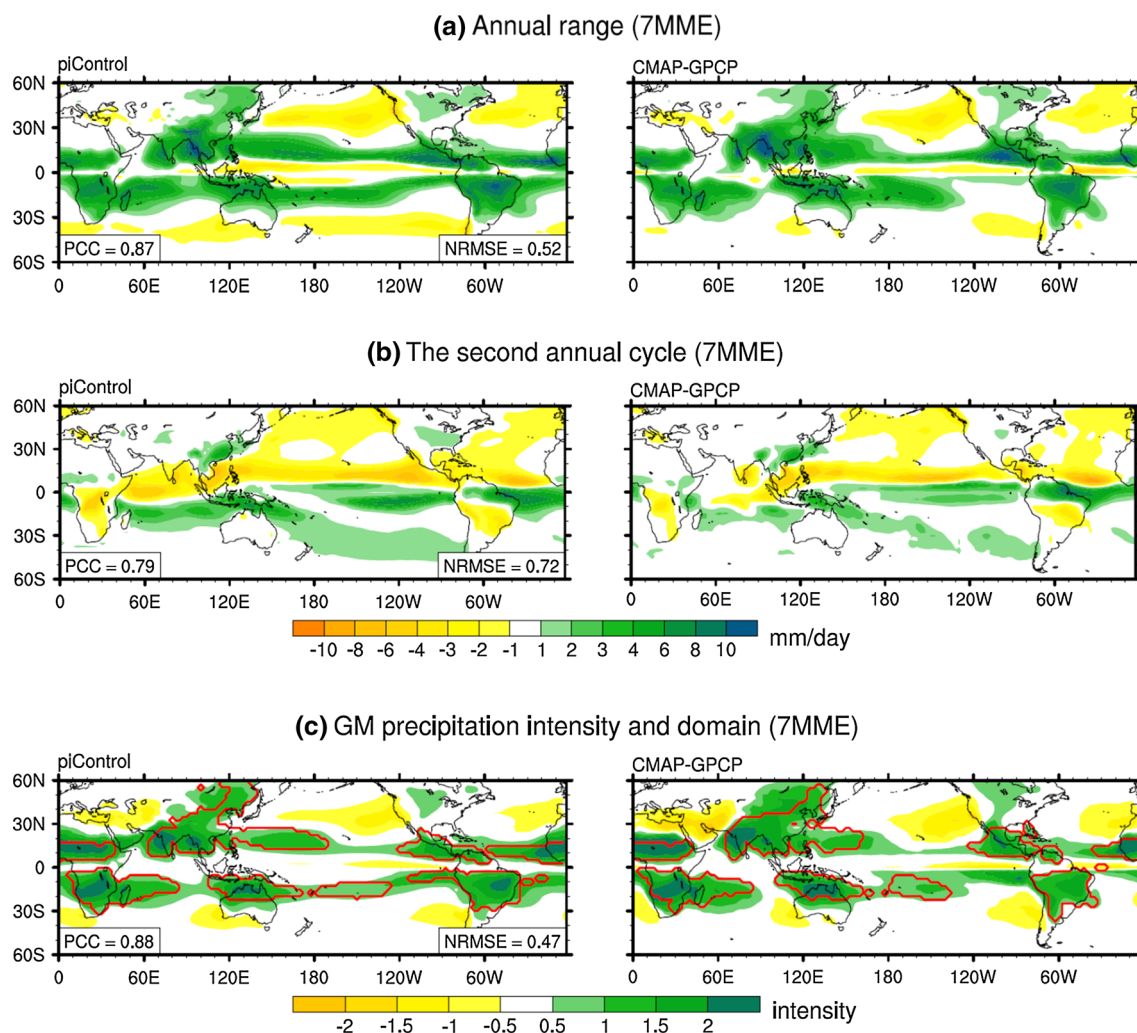 (a) Annual range (7MME)
piControl
CMAP-GPCP
60N
30N
0
30S
60S
PCC = 0.87
NRMSE = 0.52
0 60E 120E 180 120W 60W
0 60E 120E 180 120W 60W
(b) The second annual cycle (7MME)
piControl
CMAP-GPCP
60N
30N
0
30S
60S
PCC = 0.79
NRMSE = 0.72
0 60E 120E 180 120W 60W
0 60E 120E 180 120W 60W
-10 -8 -6 -4 -3 -2 -1 1 2 3 4 6 8 10
mm/day
(c) GM precipitation intensity and domain (7MME)
piControl
CMAP-GPCP
60N
30N
0
30S
60S
PCC = 0.88
NRMSE = 0.47
0 60E 120E 180 120W 60W
0 60E 120E 180 120W 60W
-2 -1.5 -1 -0.5 0.5 1 1.5 2
intensity